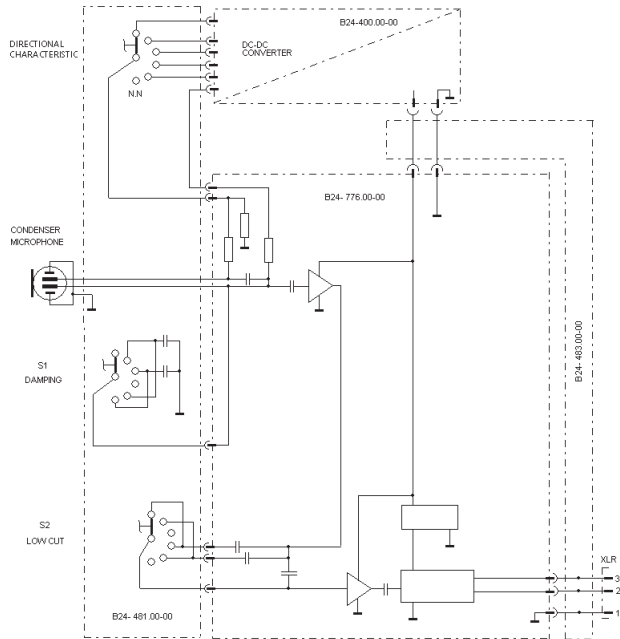 B24-400.00-00
DIRECTIONAL
CHARACTERISTIC
DC-DC
CONVERTER
N.N
B24- 776.00-00
CONDENSER
MICROPHONE
B24- 483.00-00
S1
DAMPING
S2
LOW CUT
XLR
3
2
1
B24- 481.00-00